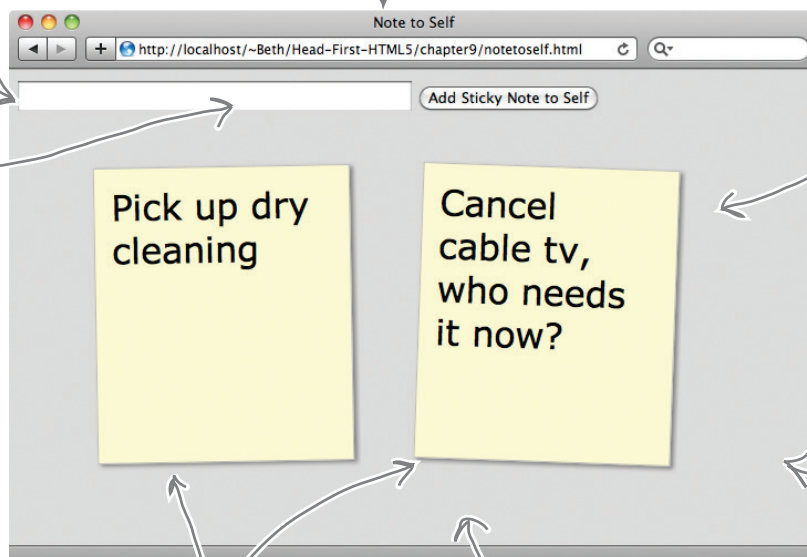 Note to Self
http://localhost/~Beth/Head-First-HTML5/chapter9/notetoself.html
Add Sticky Note to Self
Pick up dry
cleaning
Cancel
cable tv,
who needs
it now?